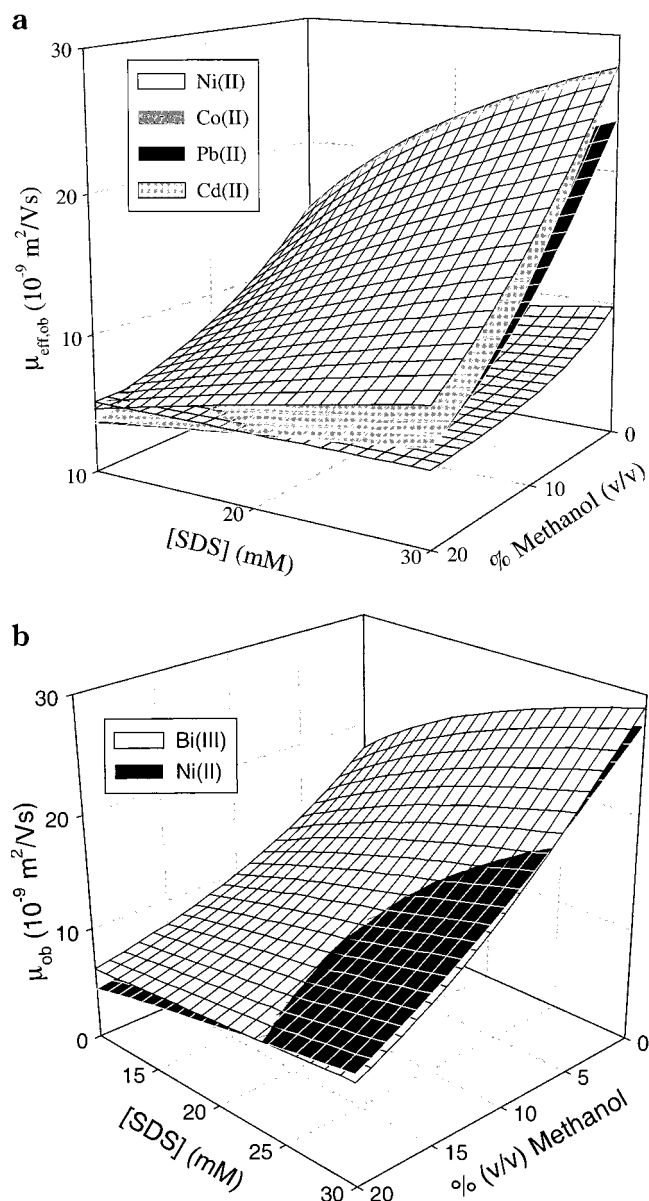 a
30
Ni(II)
Co(II)
Pb(II)
Cd(II)
20
10
μeff,ob (10⁻⁹ m²/Vs)
0
10
10
20
[SDS] (mM)
30
20
% Methanol (v/v)
b
30
Bi(III)
Ni(II)
20
μob (10⁻⁹ m²/Vs)
10
0
0
5
15
10
20
15
[SDS] (mM)
25
% (v/v) Methanol
30
20